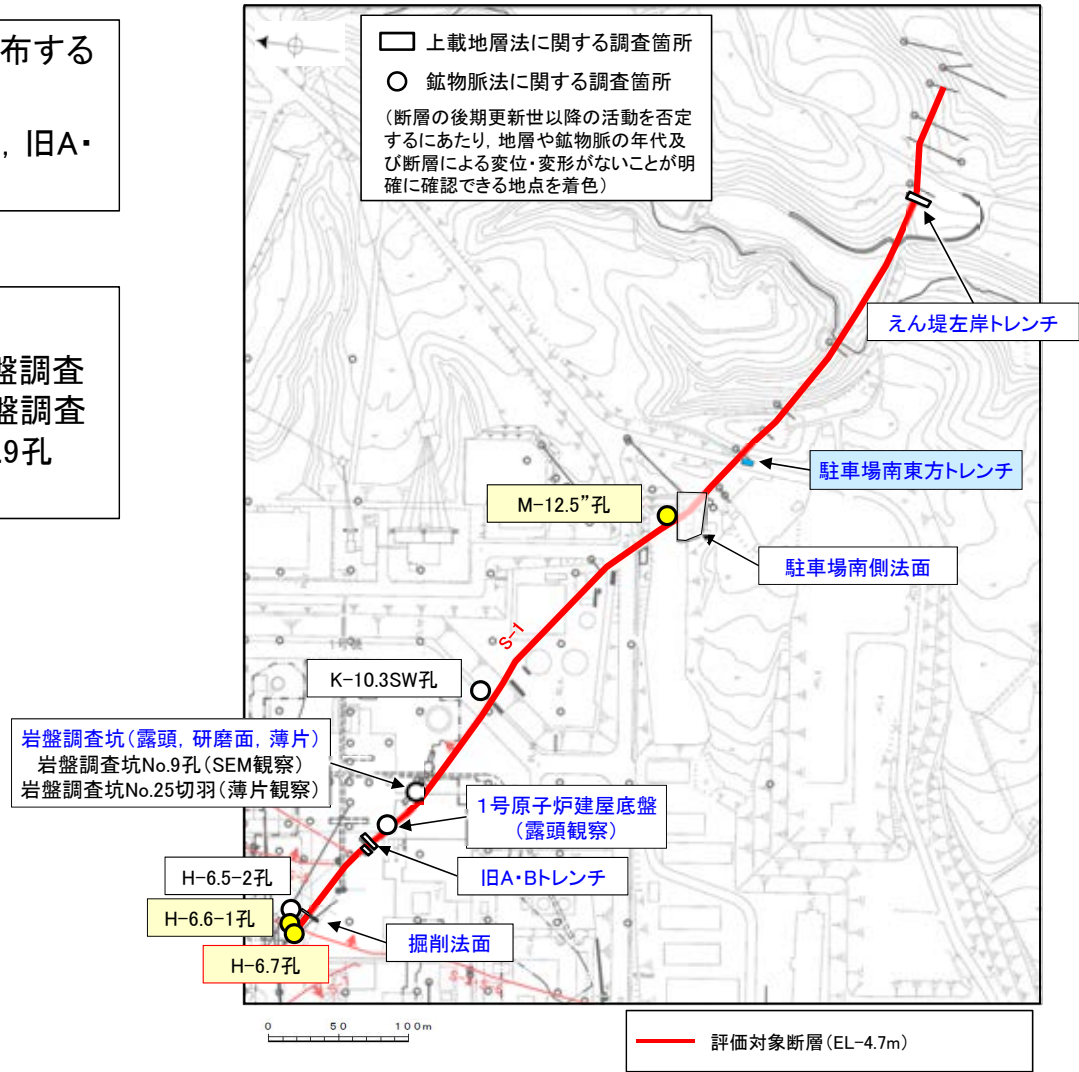 布する
，旧A・
盤調査
盤調査
.9孔
上載地層法に関する調査箇所
鉱物脈法に関する調査箇所
（断層の後期更新世以降の活動を否定
するにあたり，地層や鉱物脈の年代及
び断層による変位・変形がないことが明
確に確認できる地点を着色）
えん堤左岸トレンチ
駐車場南東方トレンチ
M-12.5”孔
駐車場南側法面
S-1
1号機
K-10.3SW孔
岩盤調査坑（露頭，研磨面，薄片）
岩盤調査坑No.9孔（SEM観察）
岩盤調査坑No.25切羽（薄片観察）
1号原子炉建屋底盤
（露頭観察）
旧A・Bトレンチ
H-6.5-2孔
H-6.6-1孔
掘削法面
H-6.7孔
S-2・S-6
0 50 100m
評価対象断層（EL-4.7m）